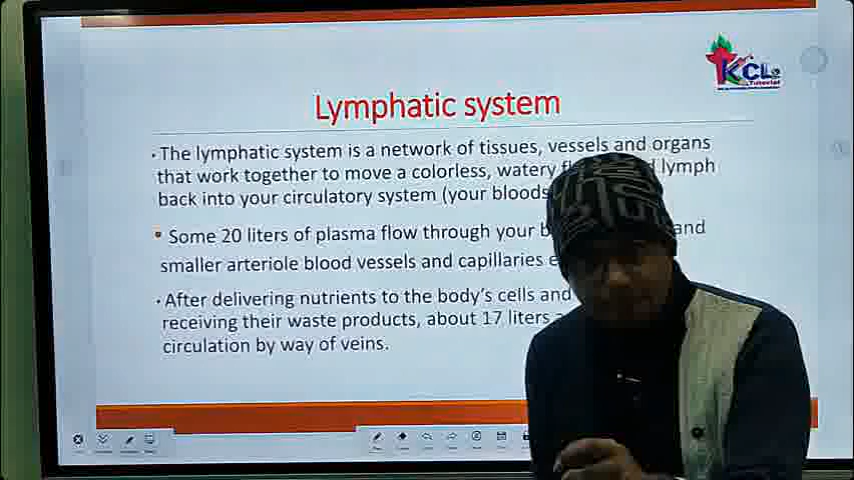 KCL
Tutorial
Lymphatic system
• The lymphatic system is a network of tissues, vessels and organs
that work together to move a colorless, watery lymph
back into your circulatory system (your bloods
• Some 20 liters of plasma flow through your b and
smaller arteriole blood vessels and capillaries e
• After delivering nutrients to the body's cells and
receiving their waste products, about 17 liters
circulation by way of veins.